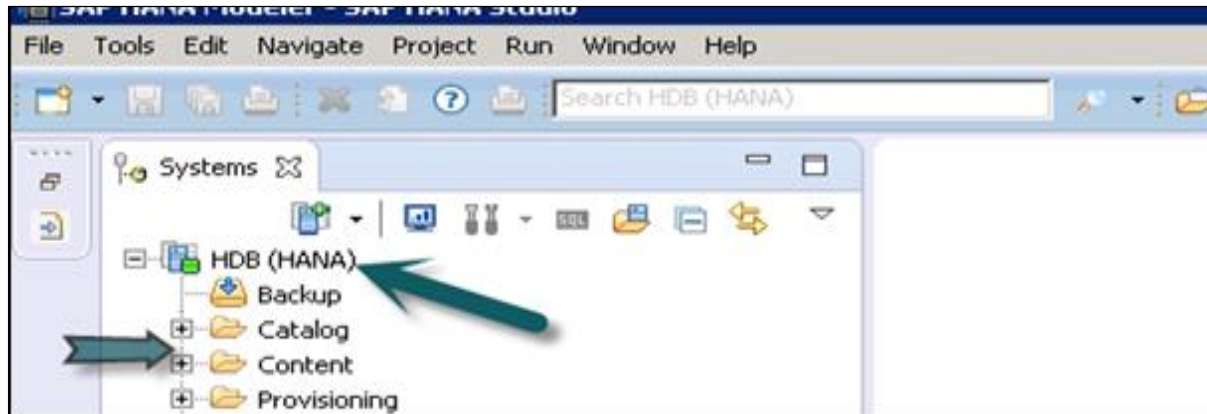 SAP HANA Modeler - SAP HANA Studio
File Tools Edit Navigate Project Run Window Help
Search HDB (HANA)
Systems
SQL
HDB (HANA)
Backup
Catalog
Content
Provisioning